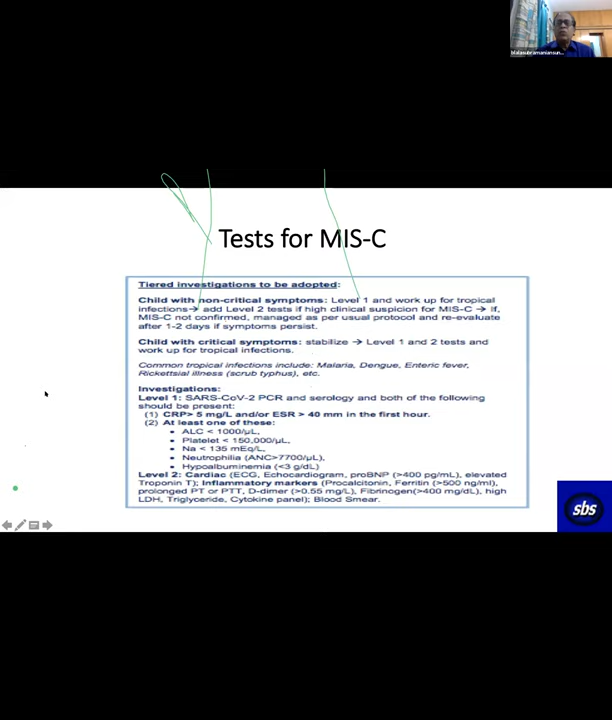 blalasubramaniansun...
Tests for MIS-C
Tiered investigations to be adopted:
Child with non-critical symptoms: Level 1 and work up for tropical
infections→ add Level 2 tests if high clinical suspicion for MIS-C → If,
MIS-C not confirmed, managed as per usual protocol and re-evaluate
after 1-2 days if symptoms persist.
Child with critical symptoms: stabilize → Level 1 and 2 tests and
work up for tropical infections.
Common tropical infections include: Malaria, Dengue, Enteric fever,
Rickettsial illness (scrub typhus), etc.
Investigations:
Level 1: SARS-CoV-2 PCR and serology and both of the following
should be present:
(1) CRP> 5 mg/L and/or ESR > 40 mm in the first hour.
(2) At least one of these:
• ALC < 1000/µL,
• Platelet < 150,000/µL,
• Na < 135 mEq/L,
• Neutrophilia (ANC>7700/µL),
• Hypoalbuminemia (<3 g/dL)
Level 2: Cardiac (ECG, Echocardiogram, proBNP (>400 pg/mL), elevated
Troponin T); Inflammatory markers (Procalcitonin, Ferritin (>500 ng/ml),
prolonged PT or PTT, D-dimer (>0.55 mg/L), Fibrinogen(>400 mg/dL), high
LDH, Triglyceride, Cytokine panel); Blood Smear.
sbs